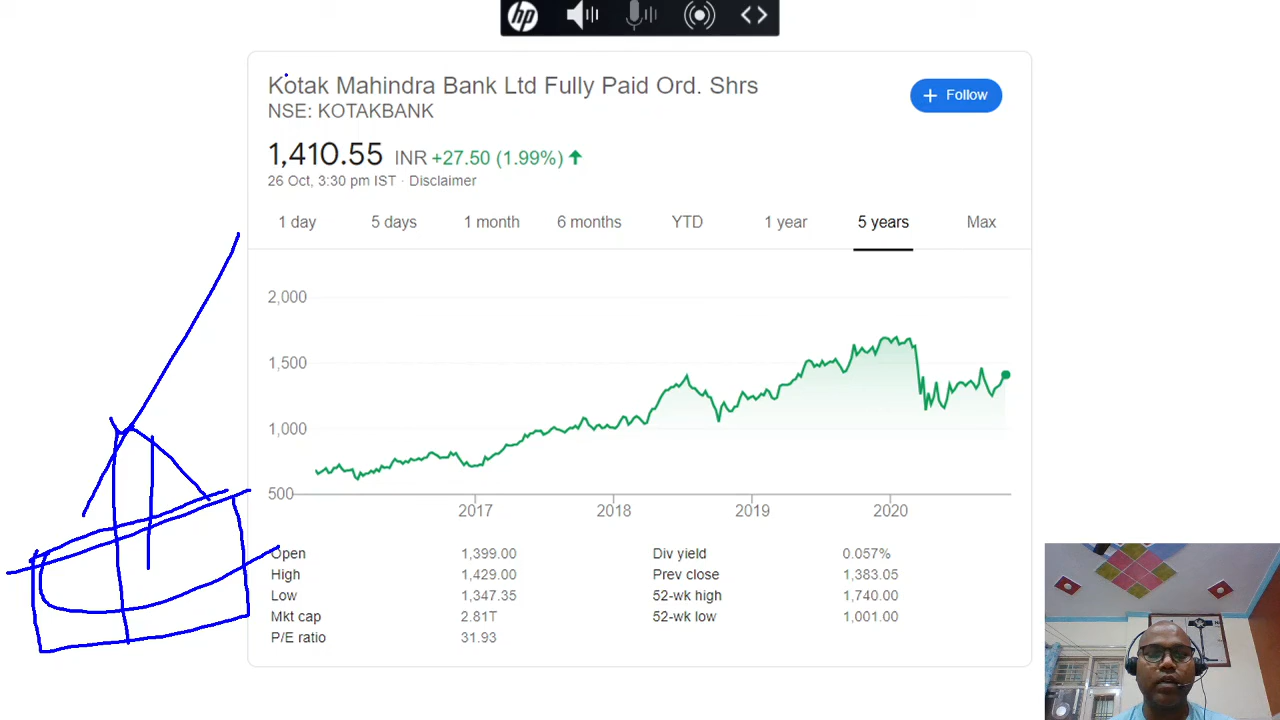 hp
Kotak Mahindra Bank Ltd Fully Paid Ord. Shrs
NSE: KOTAKBANK
+ Follow
1,410.55 INR +27.50 (1.99%) ↑
26 Oct, 3:30 pm IST · Disclaimer
1 day 5 days 1 month 6 months YTD 1 year 5 years Max
2,000
1,500
1,000
500
2017 2018 2019 2020
Open 1,399.00 Div yield 0.057%
High 1,429.00 Prev close 1,383.05
Low 1,347.35 52-wk high 1,740.00
Mkt cap 2.81T 52-wk low 1,001.00
P/E ratio 31.93